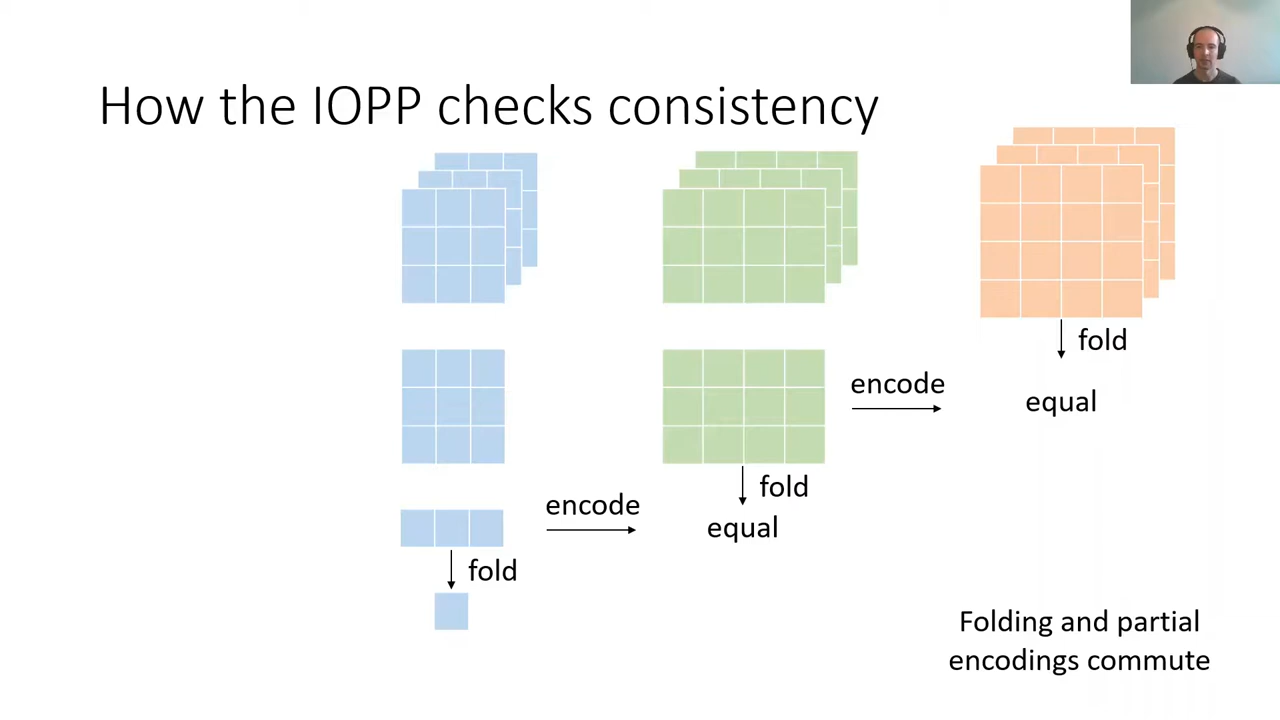 How the IOPP checks consistency
fold
encode
equal
encode
fold
equal
fold
Folding and partial
encodings commute